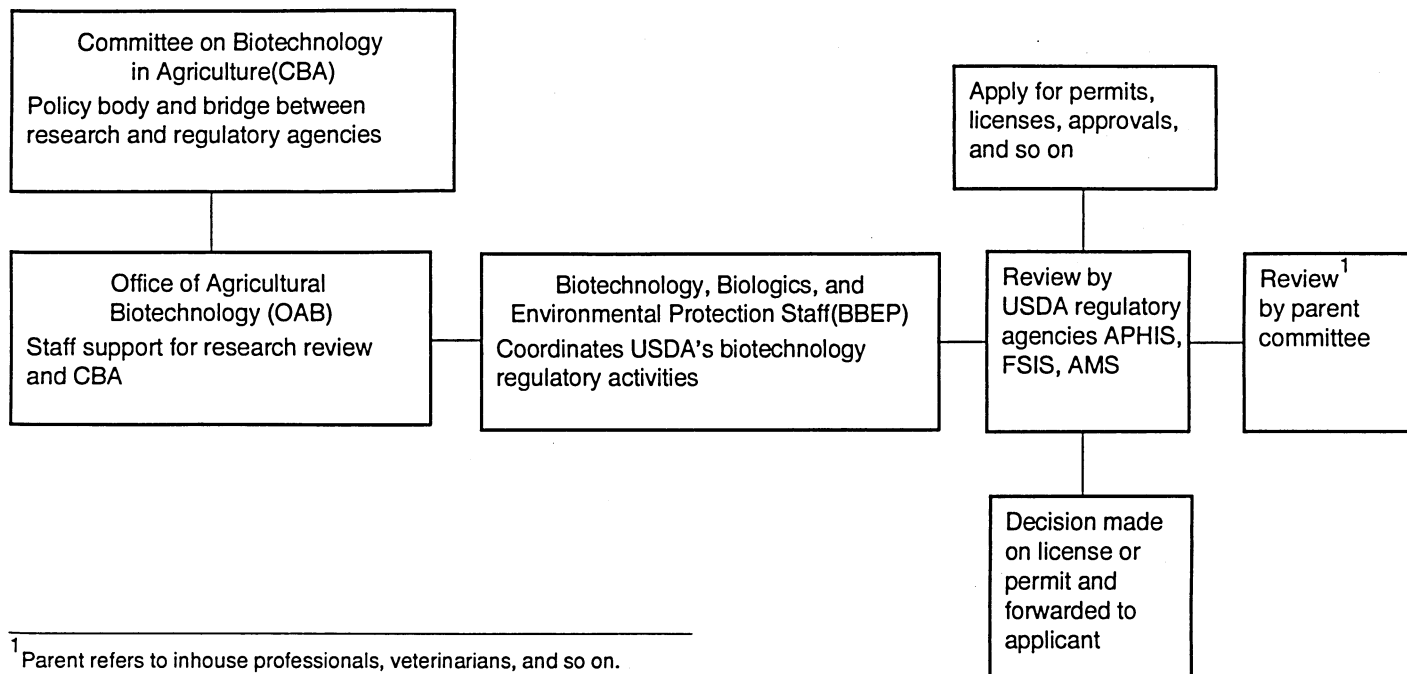 Committee on Biotechnology
in Agriculture(CBA)
Policy body and bridge between
research and regulatory agencies
Apply for permits,
licenses, approvals,
and so on
Office of Agricultural
Biotechnology (OAB)
Staff support for research review
and CBA
Biotechnology, Biologics, and
Environmental Protection Staff(BBEP)
Coordinates USDA's biotechnology
regulatory activities
Review by
USDA regulatory
agencies APHIS,
FSIS, AMS
Review 1
by parent
committee
Decision made
on license or
permit and
forwarded to
applicant
1 Parent refers to inhouse professionals, veterinarians, and so on.